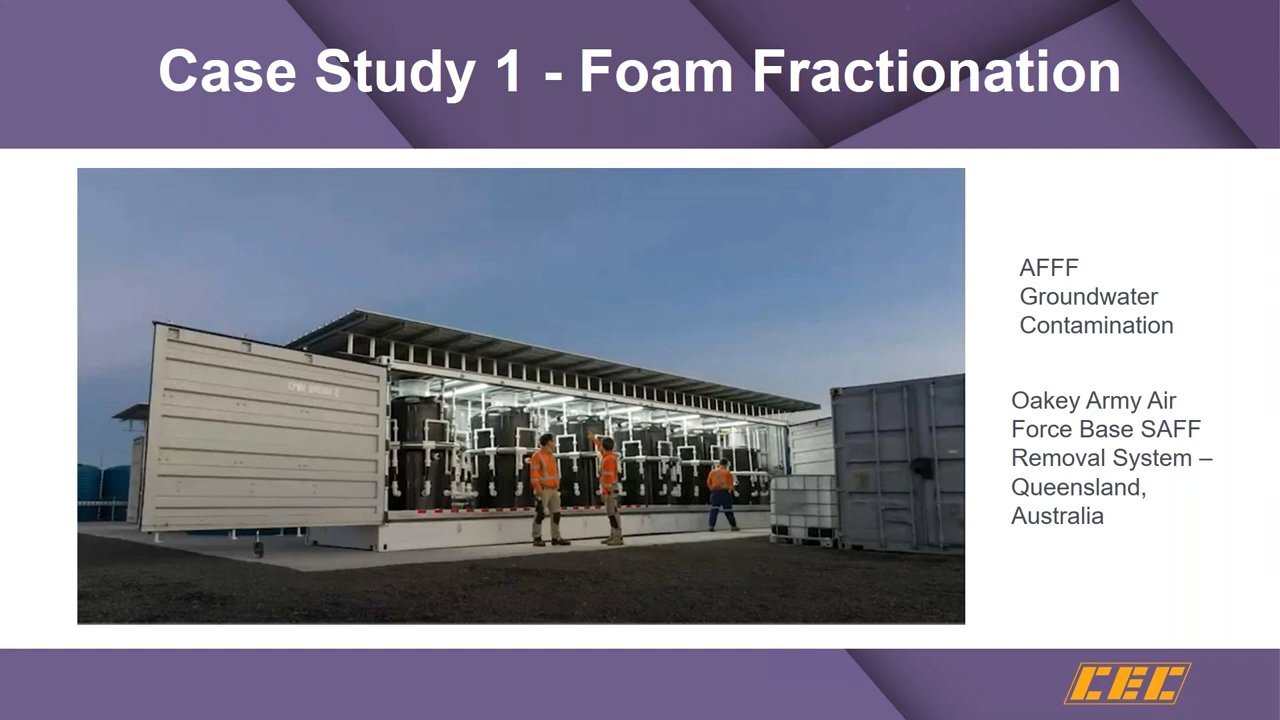 Case Study 1 - Foam Fractionation
AFFF
Groundwater
Contamination
Oakey Army Air
Force Base SAFF
Removal System –
Queensland,
Australia
CEC